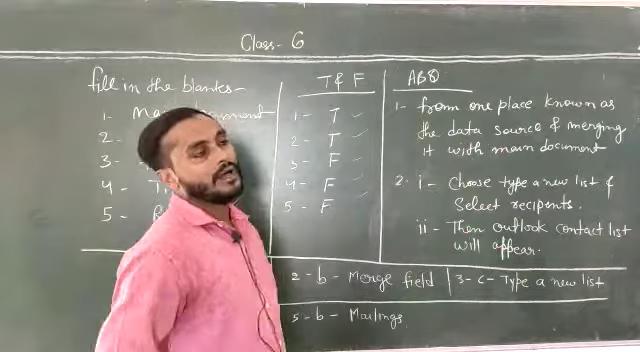 Class- 6
fill in the blanks-
1- Ma
2-
3-
4- Ti
5-
T & F
1- T
2- T
3- F
4- F
5- F
ABQ
1- from one place known as
the data source & merging
it with main document
2. i- Choose type a new list &
Select recipents.
ii- Then outlook contact list
will appear.
2- b- Merge field
3- c- Type a new list
5- b- Mailings